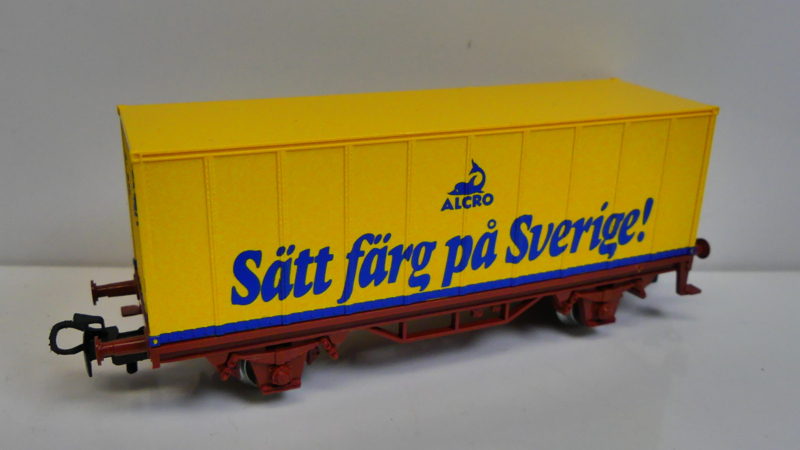 ALCRO
Sätt färg på Sverige!